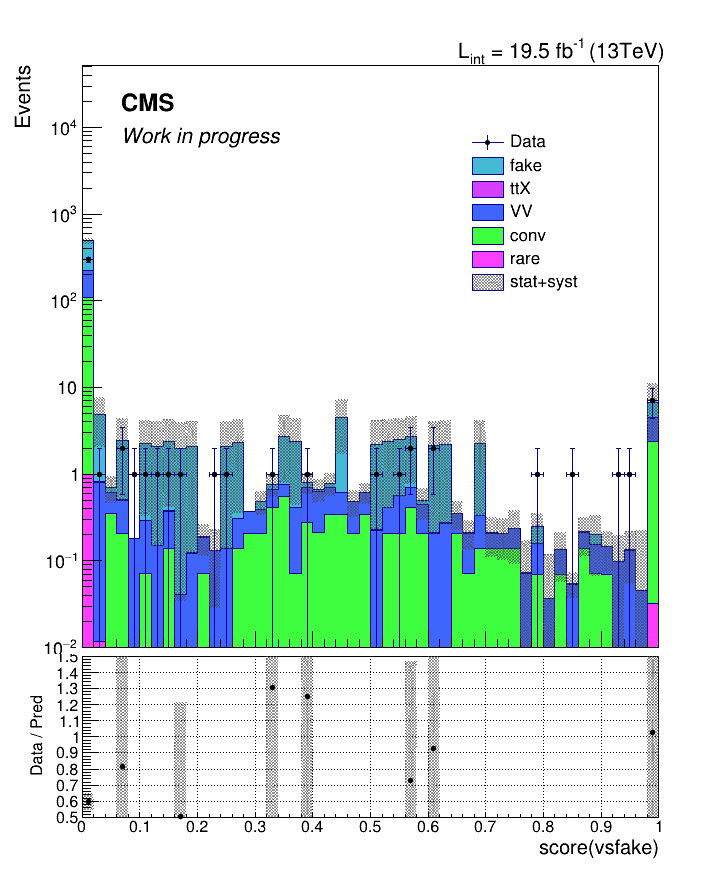 L_int = 19.5 fb^-1 (13TeV)
Events
CMS
Work in progress
Data
fake
ttX
VV
conv
rare
stat+syst
10^4
10^3
10^2
10
1
10^-1
10^-2
Data / Pred
1.5
1.4
1.3
1.2
1.1
1
0.9
0.8
0.7
0.6
0.5
0 0.1 0.2 0.3 0.4 0.5 0.6 0.7 0.8 0.9 1
score(vsfake)